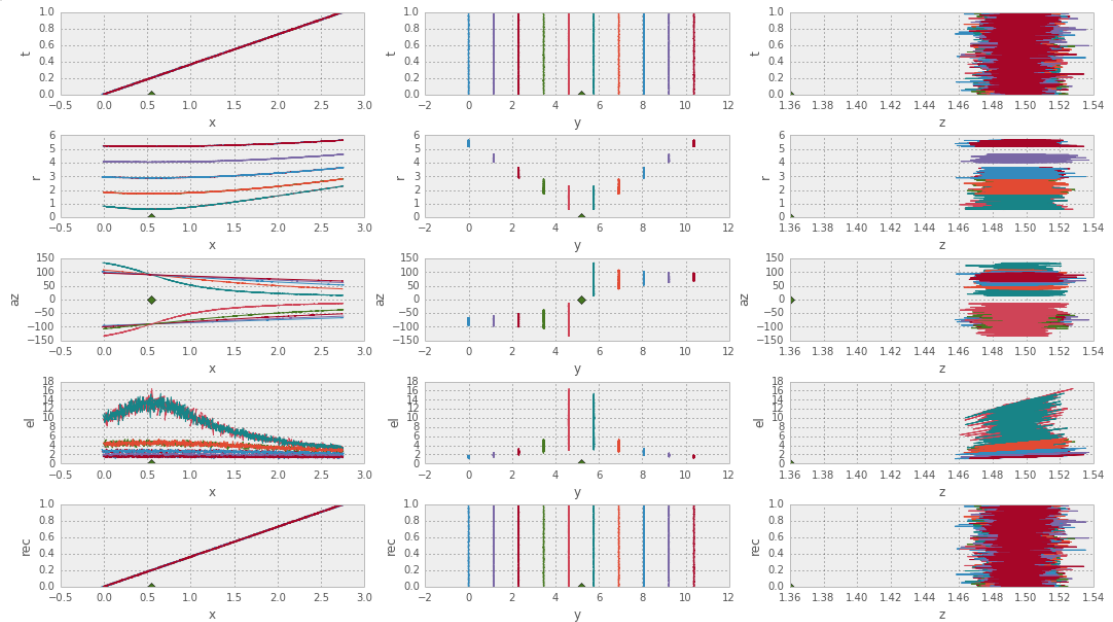 1.0 0.8 0.6 0.4 0.2 0.0
t
−0.5 0.0 0.5 1.0 1.5 2.0 2.5 3.0
x
1.0 0.8 0.6 0.4 0.2 0.0
t
−2 0 2 4 6 8 10 12
y
1.0 0.8 0.6 0.4 0.2 0.0
t
1.36 1.38 1.40 1.42 1.44 1.46 1.48 1.50 1.52 1.54
z
6 5 4 3 2 1 0
r
−0.5 0.0 0.5 1.0 1.5 2.0 2.5 3.0
x
6 5 4 3 2 1 0
r
−2 0 2 4 6 8 10 12
y
6 5 4 3 2 1 0
r
1.36 1.38 1.40 1.42 1.44 1.46 1.48 1.50 1.52 1.54
z
150 100 50 0 −50 −100 −150
az
−0.5 0.0 0.5 1.0 1.5 2.0 2.5 3.0
x
150 100 50 0 −50 −100 −150
az
−2 0 2 4 6 8 10 12
y
150 100 50 0 −50 −100 −150
az
1.36 1.38 1.40 1.42 1.44 1.46 1.48 1.50 1.52 1.54
z
18 16 14 12 10 8 6 4 2 0
el
−0.5 0.0 0.5 1.0 1.5 2.0 2.5 3.0
x
18 16 14 12 10 8 6 4 2 0
el
−2 0 2 4 6 8 10 12
y
18 16 14 12 10 8 6 4 2 0
el
1.36 1.38 1.40 1.42 1.44 1.46 1.48 1.50 1.52 1.54
z
1.0 0.8 0.6 0.4 0.2 0.0
rec
−0.5 0.0 0.5 1.0 1.5 2.0 2.5 3.0
x
1.0 0.8 0.6 0.4 0.2 0.0
rec
−2 0 2 4 6 8 10 12
y
1.0 0.8 0.6 0.4 0.2 0.0
rec
1.36 1.38 1.40 1.42 1.44 1.46 1.48 1.50 1.52 1.54
z